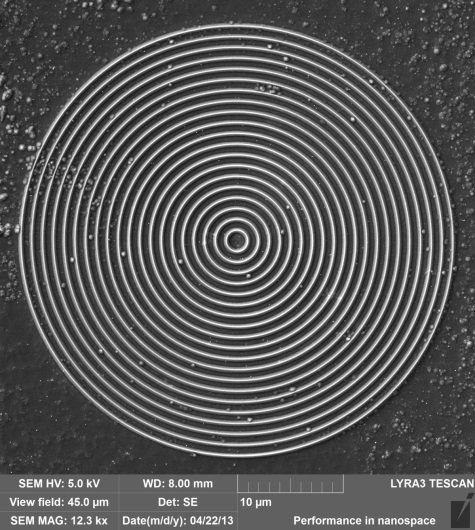 SEM HV: 5.0 kV WD: 8.00 mm LYRA3 TESCAN
View field: 45.0 µm Det: SE 10 µm
SEM MAG: 12.3 kx Date(m/d/y): 04/22/13 Performance in nanospace